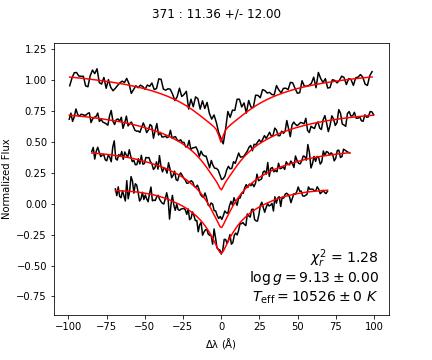 371 : 11.36 +/- 12.00
Normalized Flux
1.25
1.00
0.75
0.50
0.25
0.00
−0.25
−0.50
−0.75
χ²ᵣ = 1.28
log g = 9.13 ± 0.00
T_eff = 10526 ± 0 K
−100 −75 −50 −25 0 25 50 75 100
Δλ (Å)